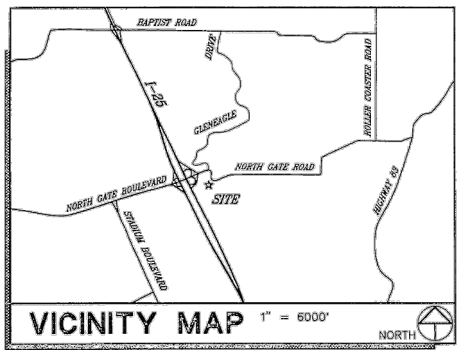 BAPTIST ROAD
DRIVE
I-25
ROLLER COASTER ROAD
GLENEAGLE
NORTH GATE ROAD
NORTH GATE BOULEVARD
SITE
HIGHWAY 83
STADIUM BOULEVARD
VICINITY MAP 1" = 6000'
NORTH